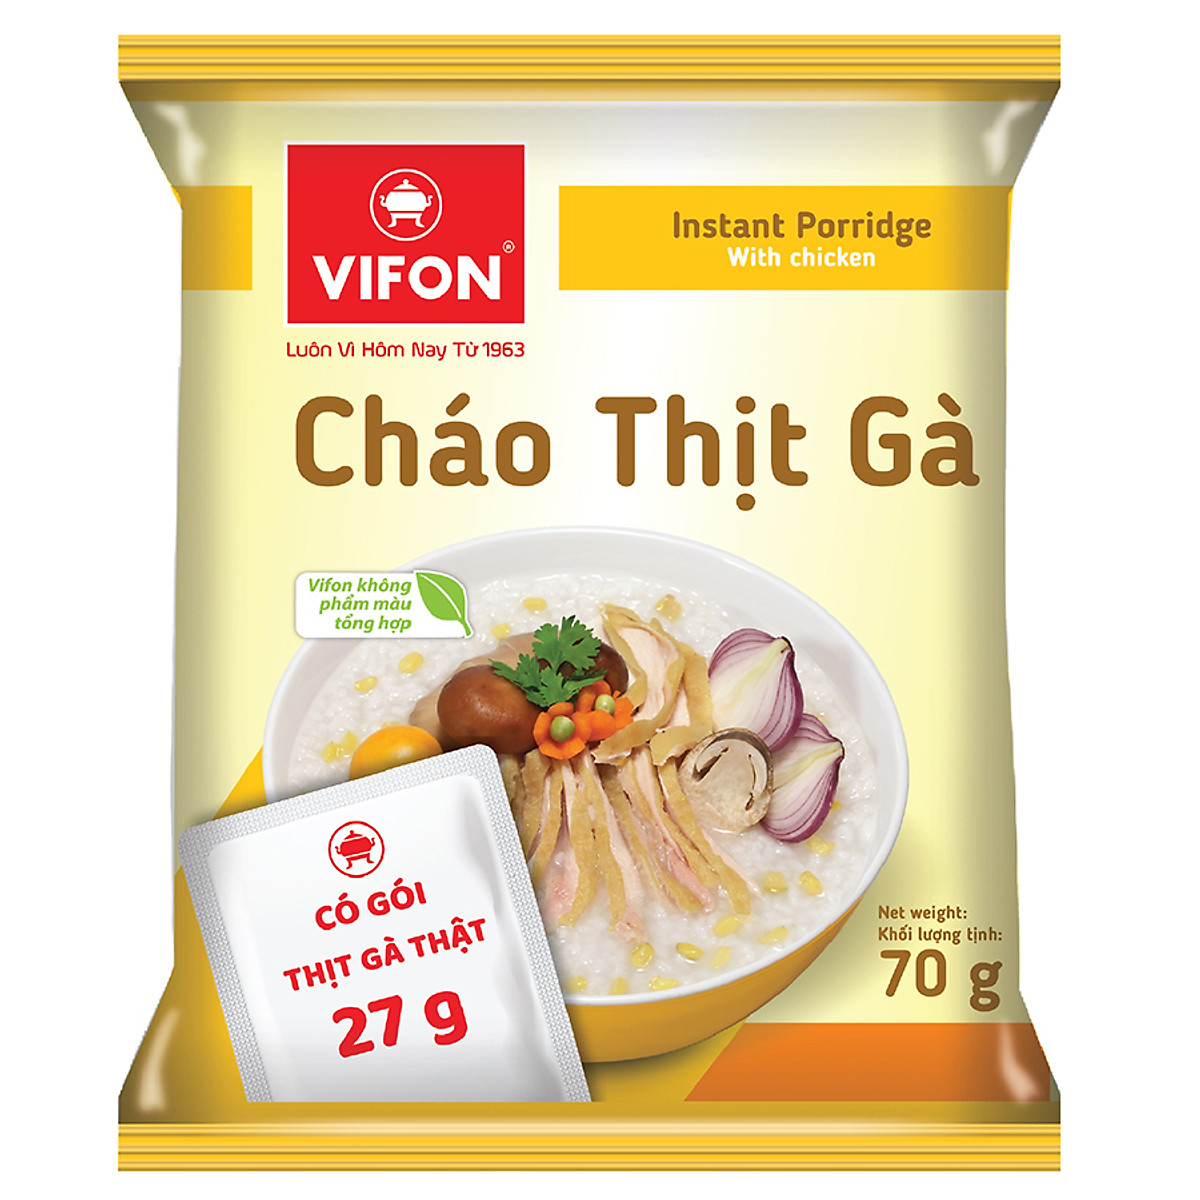 VIFON®
Luôn Vì Hôm Nay Từ 1963
Instant Porridge
With chicken
Cháo Thịt Gà
Vifon không
phẩm màu
tổng hợp
CÓ GÓI
THỊT GÀ THẬT
27 g
Net weight:
Khối lượng tịnh:
70 g